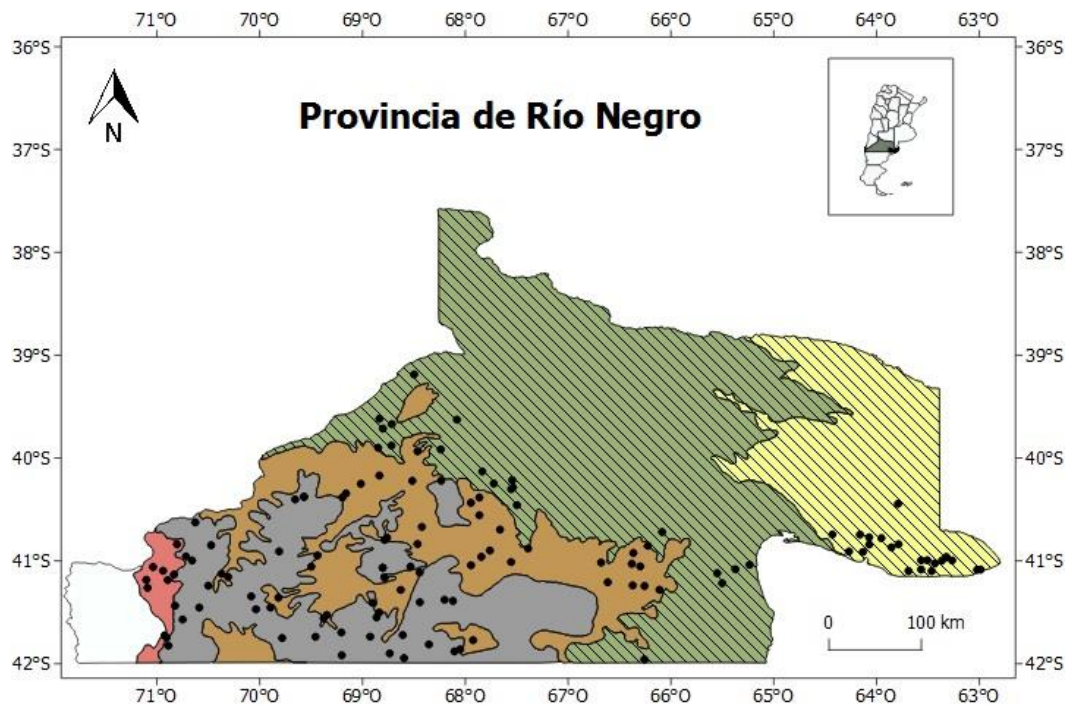 71°O 70°O 69°O 68°O 67°O 66°O 65°O 64°O 63°O
36°S 36°S
Provincia de Río Negro
N
37°S 37°S
38°S 38°S
39°S 39°S
40°S 40°S
41°S 41°S
0 100 km
42°S 42°S
71°O 70°O 69°O 68°O 67°O 66°O 65°O 64°O 63°O